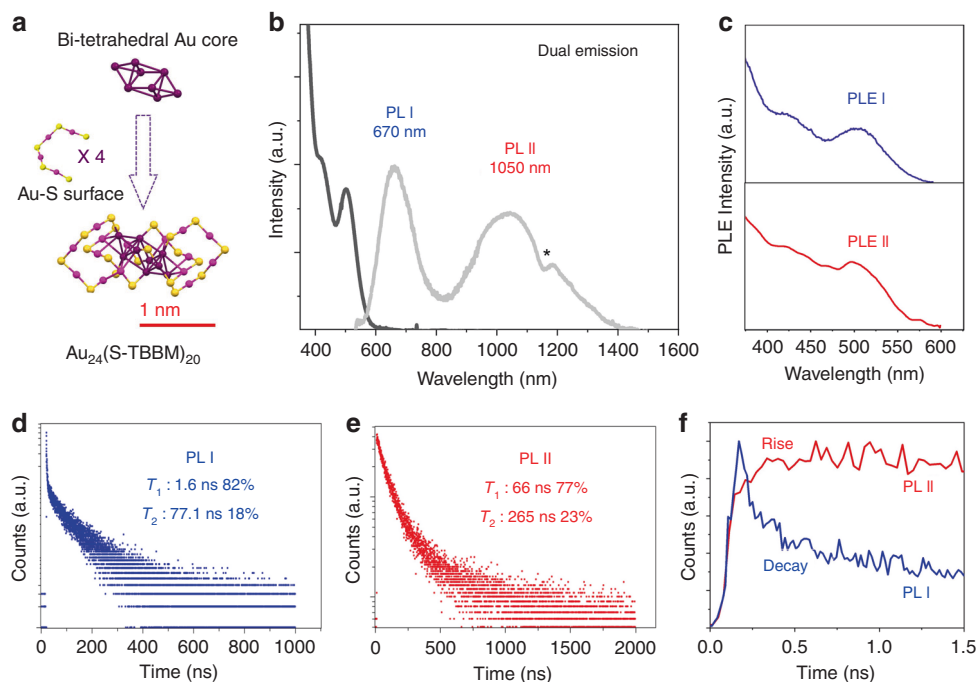 a
Bi-tetrahedral Au core
X 4
Au-S surface
1 nm
Au24(S-TBBM)20
b
Dual emission
PL I
670 nm
PL II
1050 nm
*
Intensity (a.u.)
400 600 800 1000 1200 1400 1600
Wavelength (nm)
c
PLE I
PLE II
PLE Intensity (a.u.)
400 450 500 550 600
Wavelength (nm)
d
PL I
T1 : 1.6 ns 82%
T2 : 77.1 ns 18%
Counts (a.u.)
0 200 400 600 800 1000
Time (ns)
e
PL II
T1 : 66 ns 77%
T2 : 265 ns 23%
Counts (a.u.)
0 500 1000 1500 2000
Time (ns)
f
Rise
PL II
Decay
PL I
Counts (a.u.)
0.0 0.5 1.0 1.5
Time (ns)